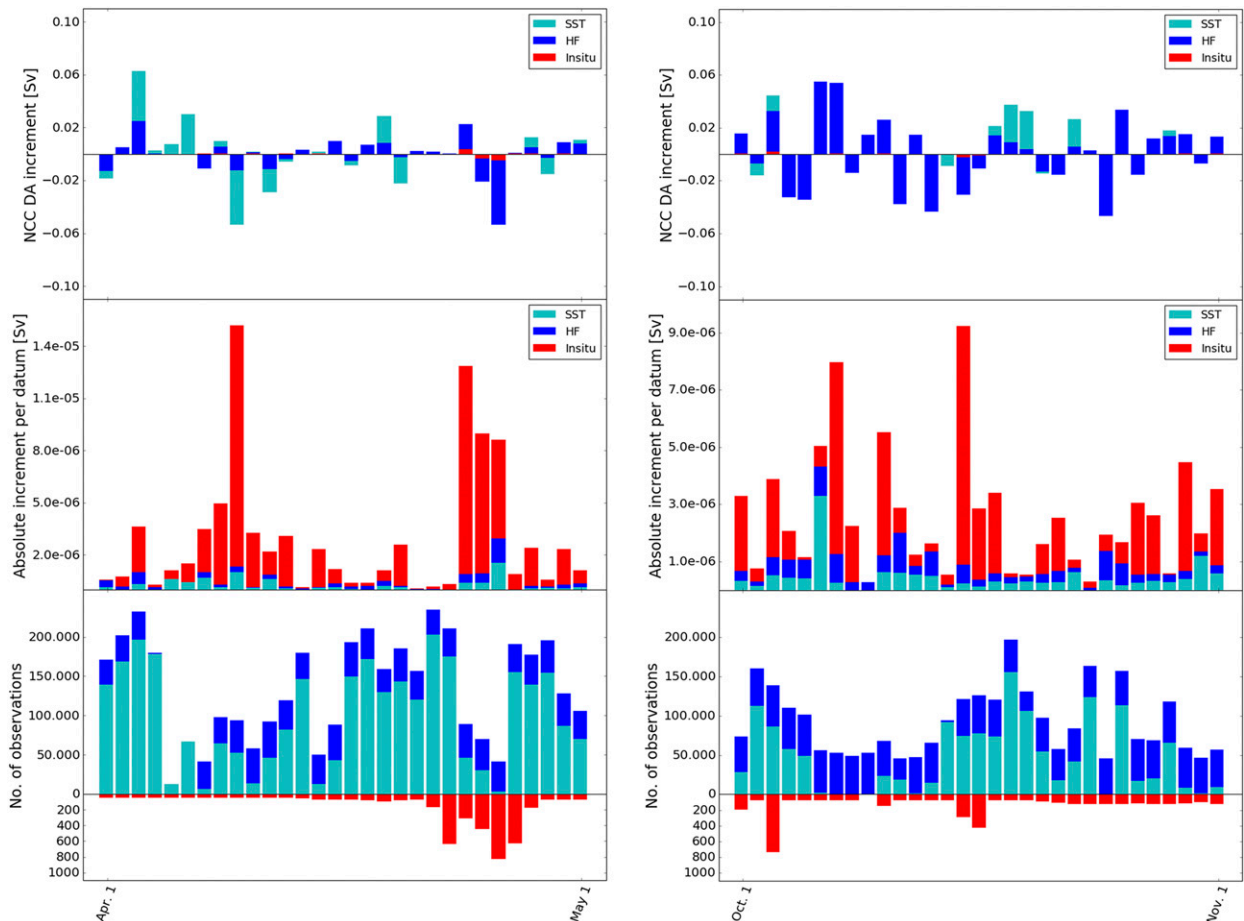 0.10
0.06
0.02
−0.02
−0.06
−0.10
NCC DA increment [Sv]
SST
HF
Insitu
0.10
0.06
0.02
−0.02
−0.06
−0.10
NCC DA increment [Sv]
SST
HF
Insitu
1.4e-05
1.1e-05
8.0e-06
5.0e-06
2.0e-06
Absolute increment per datum [Sv]
SST
HF
Insitu
9.0e-06
7.0e-06
5.0e-06
3.0e-06
1.0e-06
Absolute increment per datum [Sv]
SST
HF
Insitu
200.000
150.000
100.000
50.000
0
200
400
600
800
1000
No. of observations
Apr. 1
May 1
200.000
150.000
100.000
50.000
0
200
400
600
800
1000
No. of observations
Oct. 1
Nov. 1